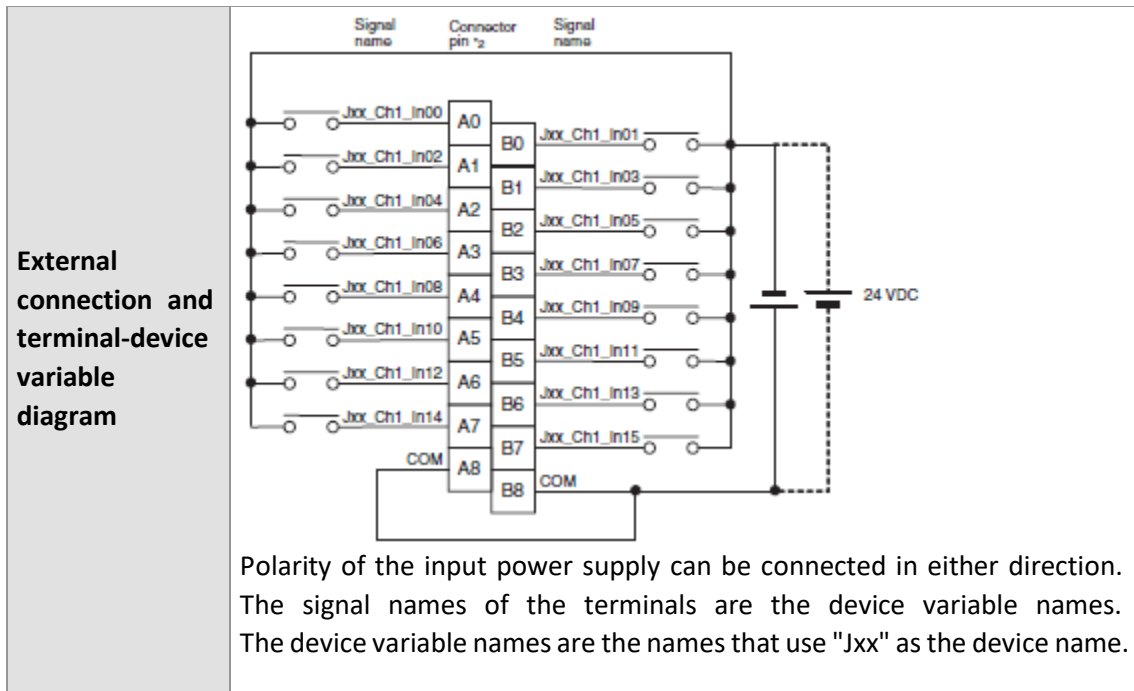 Signal name
Connector pin *2
Signal name
Jxx_Ch1_In00
A0
B0
Jxx_Ch1_In01
Jxx_Ch1_In02
A1
B1
Jxx_Ch1_In03
Jxx_Ch1_In04
A2
B2
Jxx_Ch1_In05
Jxx_Ch1_In06
A3
B3
Jxx_Ch1_In07
Jxx_Ch1_In08
A4
B4
Jxx_Ch1_In09
Jxx_Ch1_In10
A5
B5
Jxx_Ch1_In11
Jxx_Ch1_In12
A6
B6
Jxx_Ch1_In13
Jxx_Ch1_In14
A7
B7
Jxx_Ch1_In15
COM
A8
B8
COM
24 VDC
External
connection and
terminal-device
variable
diagram
Polarity of the input power supply can be connected in either direction.
The signal names of the terminals are the device variable names.
The device variable names are the names that use "Jxx" as the device name.